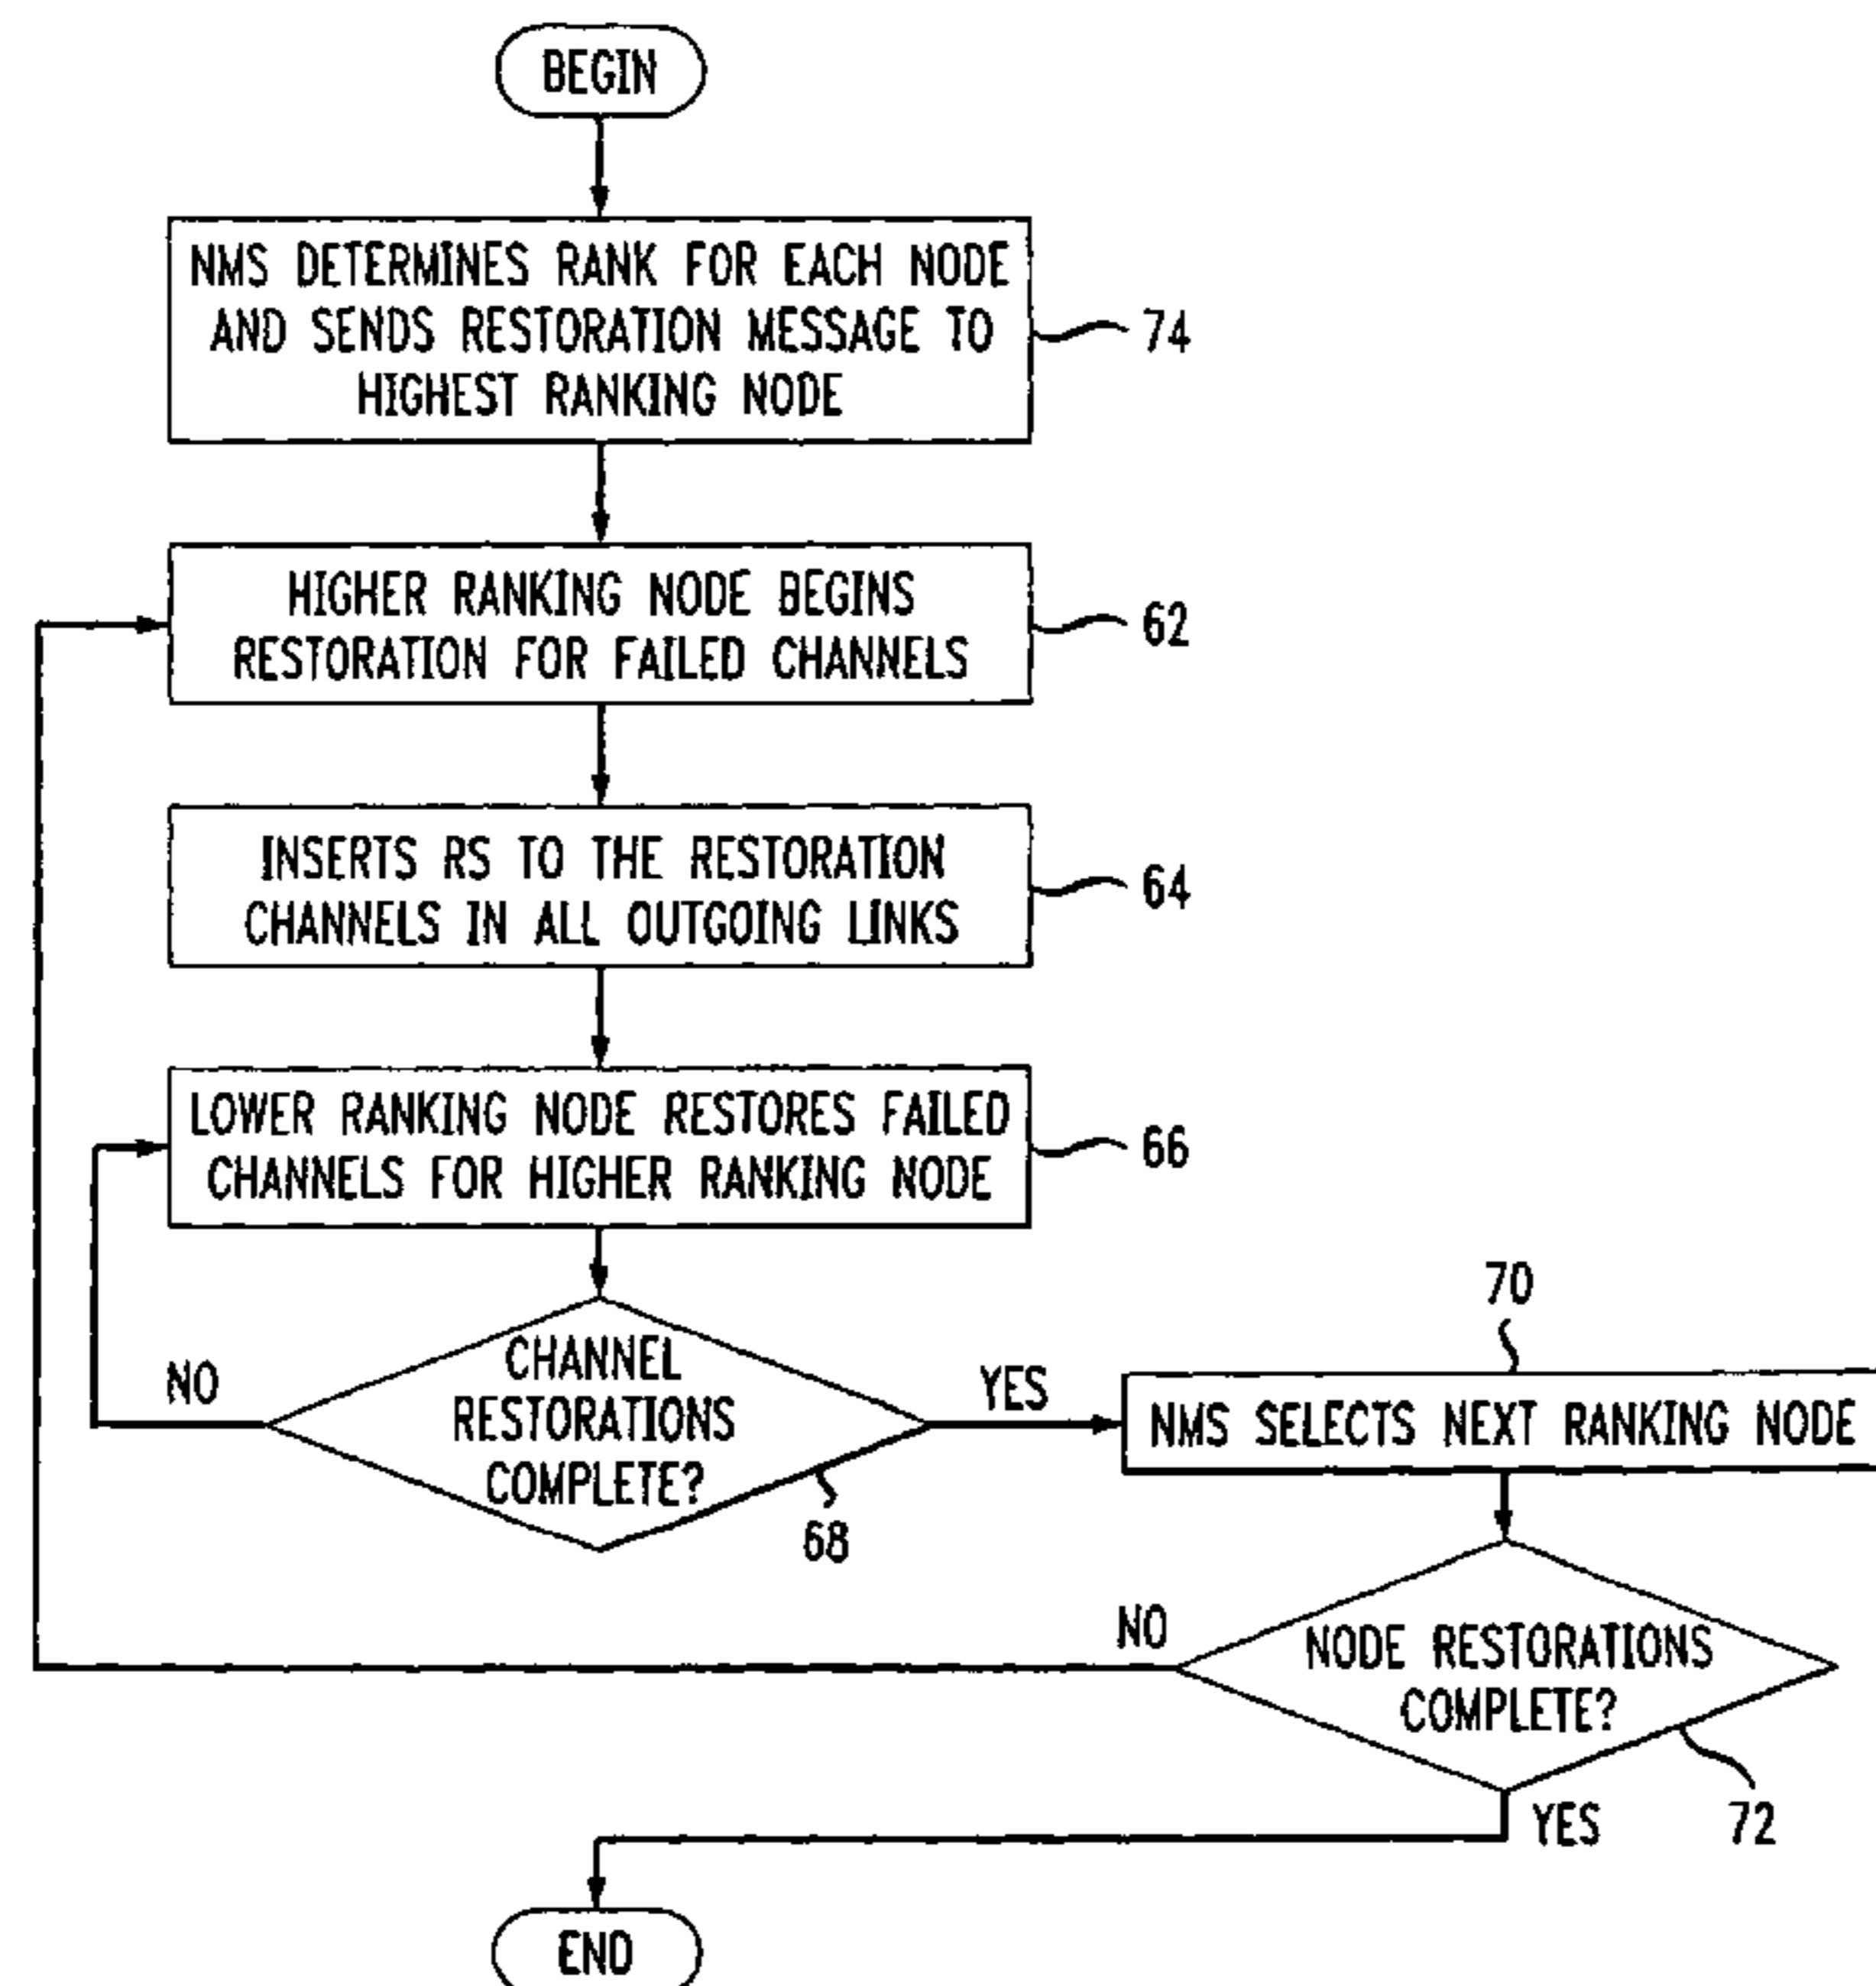 BEGIN
NMS DETERMINES RANK FOR EACH NODE
AND SENDS RESTORATION MESSAGE TO
HIGHEST RANKING NODE
74
HIGHER RANKING NODE BEGINS
RESTORATION FOR FAILED CHANNELS
62
INSERTS RS TO THE RESTORATION
CHANNELS IN ALL OUTGOING LINKS
64
LOWER RANKING NODE RESTORES FAILED
CHANNELS FOR HIGHER RANKING NODE
66
CHANNEL
RESTORATIONS
COMPLETE?
68
NO
YES
70
NMS SELECTS NEXT RANKING NODE
NODE RESTORATIONS
COMPLETE?
72
NO
YES
END